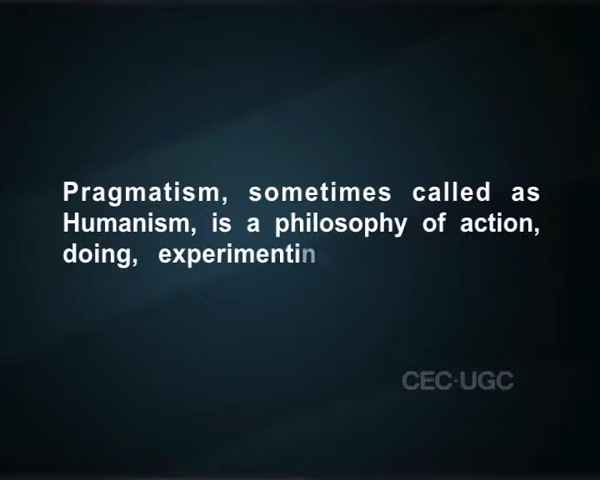 Pragmatism, sometimes called as
Humanism, is a philosophy of action,
doing, experimentin
CEC-UGC